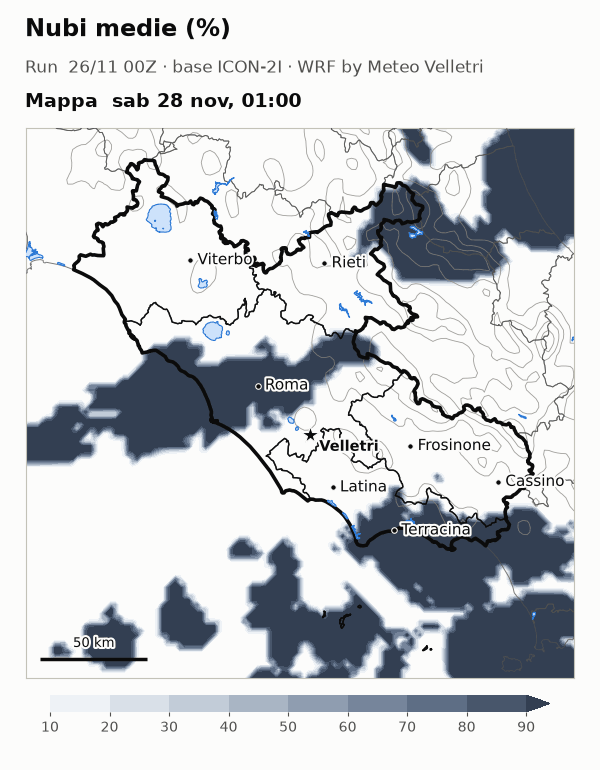 Nubi medie (%)
Run  26/11 00Z · base ICON-2I · WRF by Meteo Velletri
Mappa  sab 28 nov, 01:00
Viterbo
Rieti
Roma
Velletri
Frosinone
Latina
Cassino
Terracina
50 km
10 20 30 40 50 60 70 80 90